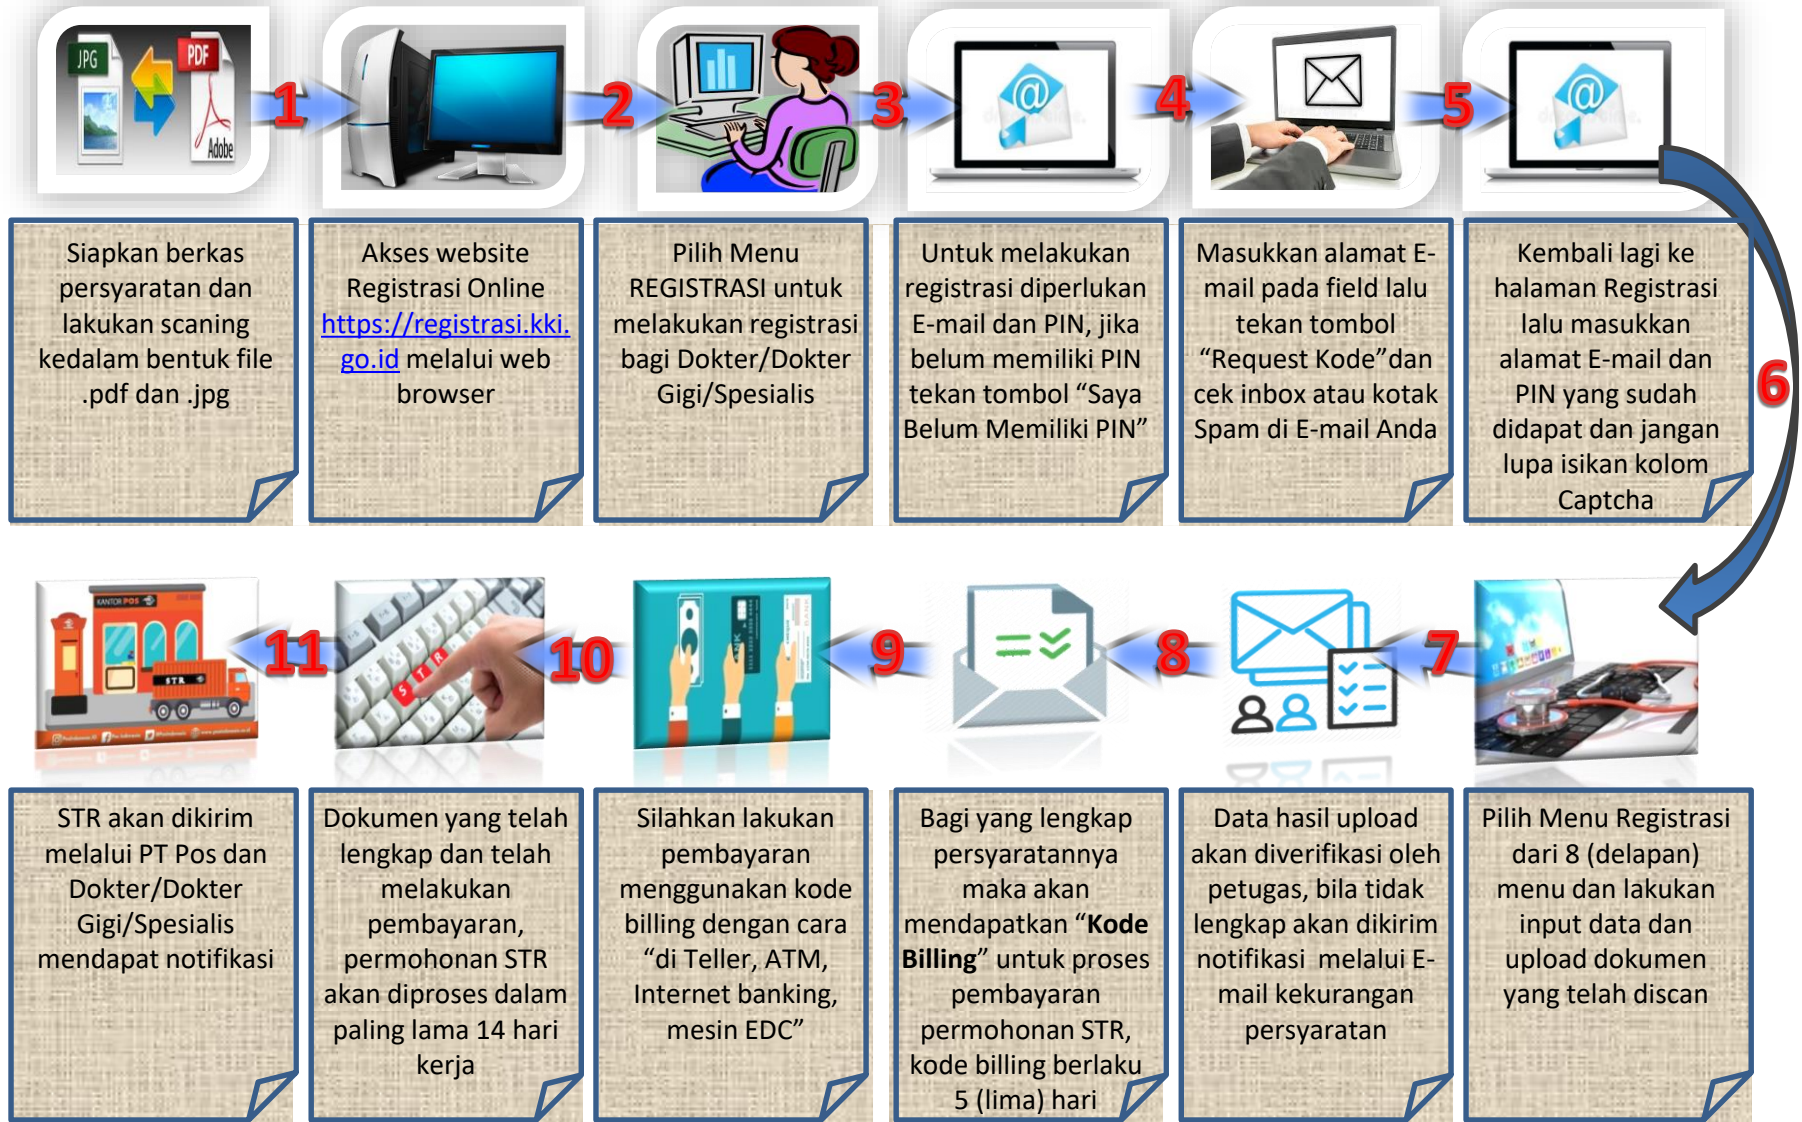 JPG
PDF
Adobe
1
2
3
4
5
Siapkan berkas
persyaratan dan
lakukan scaning
kedalam bentuk file
.pdf dan .jpg
Akses website
Registrasi Online
https://registrasi.kki.
go.id melalui web
browser
Pilih Menu
REGISTRASI untuk
melakukan registrasi
bagi Dokter/Dokter
Gigi/Spesialis
Untuk melakukan
registrasi diperlukan
E-mail dan PIN, jika
belum memiliki PIN
tekan tombol “Saya
Belum Memiliki PIN”
Masukkan alamat E-
mail pada field lalu
tekan tombol
“Request Kode”dan
cek inbox atau kotak
Spam di E-mail Anda
Kembali lagi ke
halaman Registrasi
lalu masukkan
alamat E-mail dan
PIN yang sudah
didapat dan jangan
lupa isikan kolom
Captcha
6
7
8
9
10
11
KANTOR POS
STR
S T R
Pilih Menu Registrasi
dari 8 (delapan)
menu dan lakukan
input data dan
upload dokumen
yang telah discan
Data hasil upload
akan diverifikasi oleh
petugas, bila tidak
lengkap akan dikirim
notifikasi melalui E-
mail kekurangan
persyaratan
Bagi yang lengkap
persyaratannya
maka akan
mendapatkan “Kode
Billing” untuk proses
pembayaran
permohonan STR,
kode billing berlaku
5 (lima) hari
Silahkan lakukan
pembayaran
menggunakan kode
billing dengan cara
“di Teller, ATM,
Internet banking,
mesin EDC”
Dokumen yang telah
lengkap dan telah
melakukan
pembayaran,
permohonan STR
akan diproses dalam
paling lama 14 hari
kerja
STR akan dikirim
melalui PT Pos dan
Dokter/Dokter
Gigi/Spesialis
mendapat notifikasi